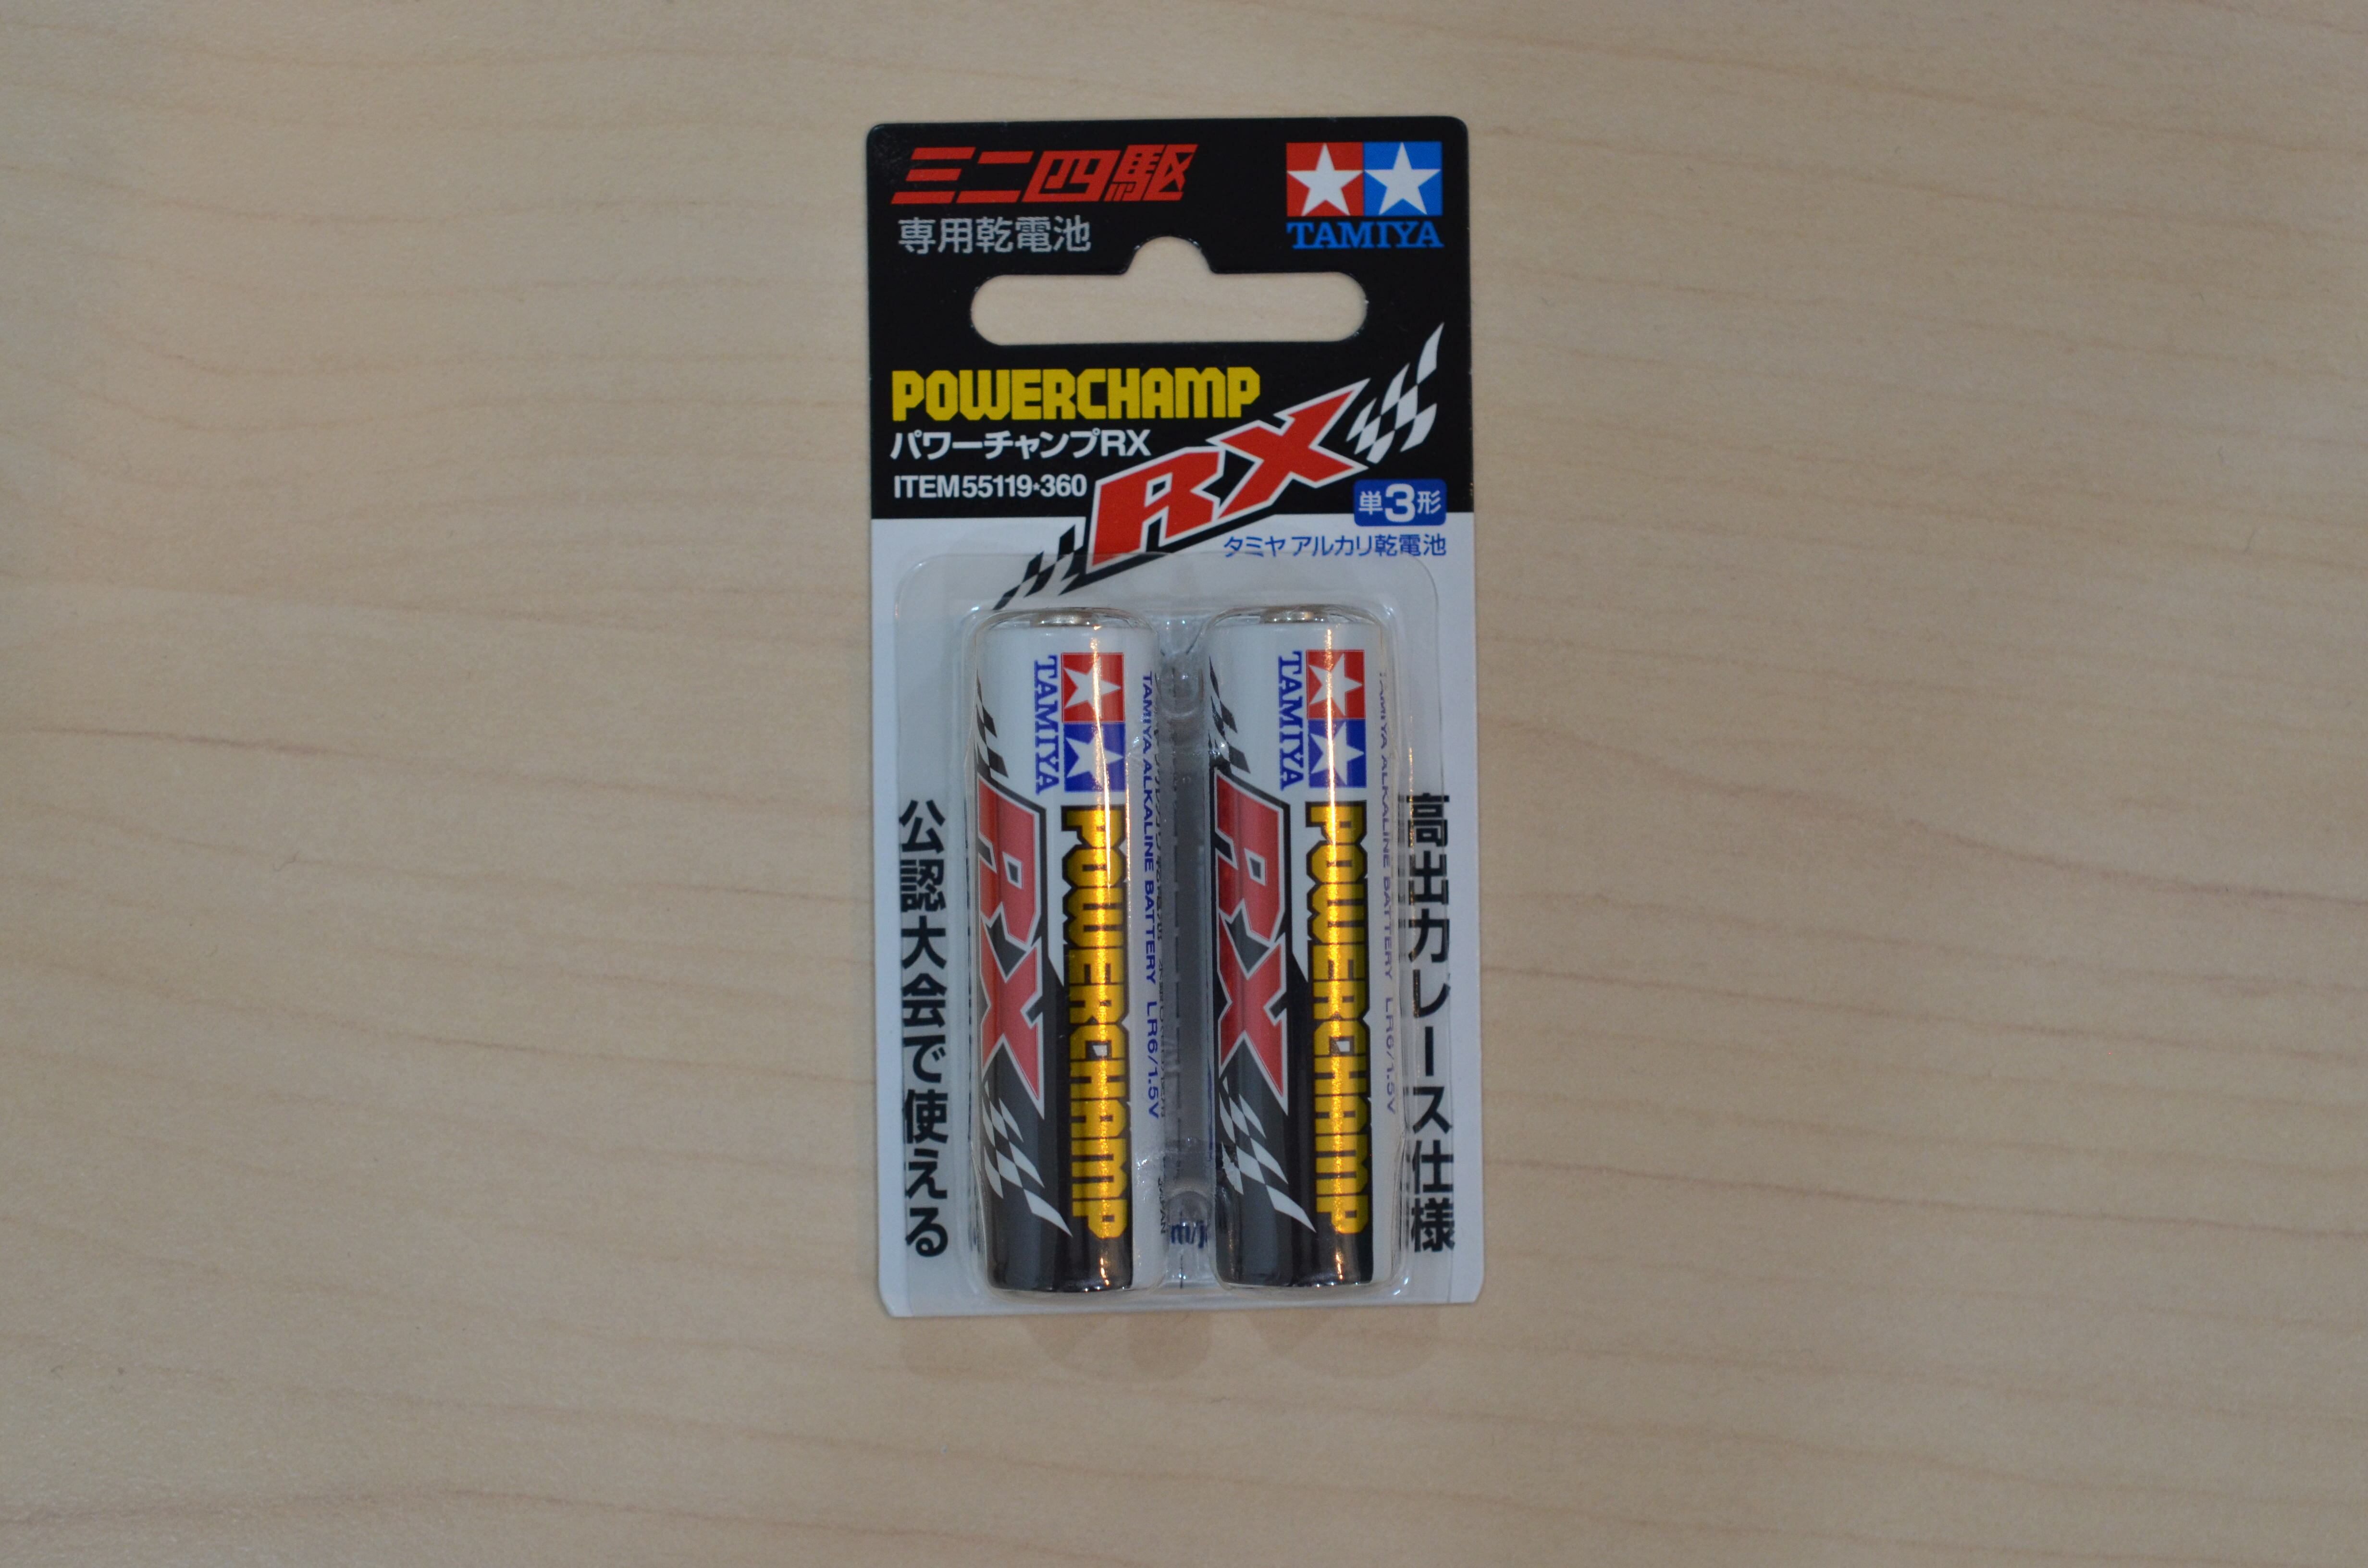 ミニ四駆
専用乾電池
TAMIYA
POWERCHAMP
RX
パワーチャンプRX
ITEM 55119*360
単3形
タミヤ アルカリ乾電池
公認大会で使える
高出力レース仕様
TAMIYA
POWERCHAMP
RX
TAMIYA ALKALINE BATTERY LR6/1.5V
TAMIYA
POWERCHAMP
RX
TAMIYA ALKALINE BATTERY LR6/1.5V